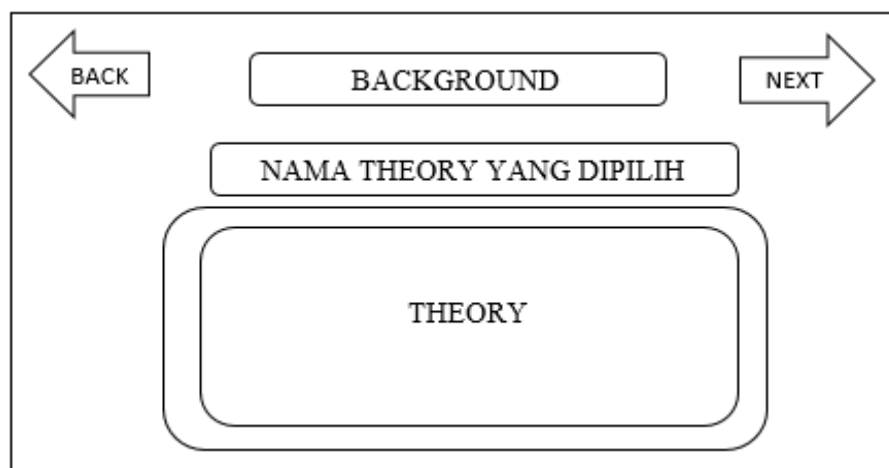 BACK
BACKGROUND
NEXT
NAMA THEORY YANG DIPILIH
THEORY